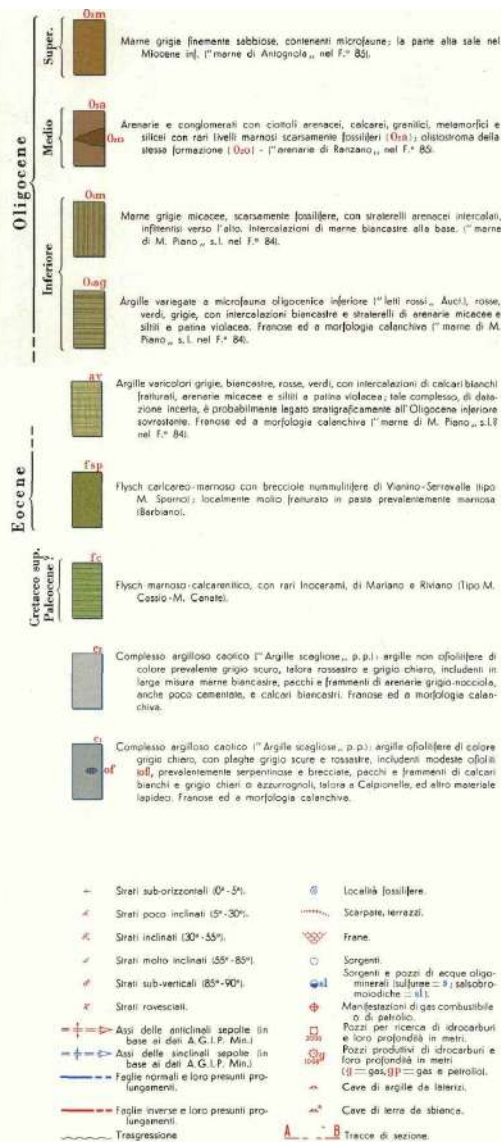 Oligocene
Super.
O3m
Marne grigie finemente sabbiose, contenenti microfaune; la parte alta sale nel
Miocene inf. ("marne di Antognola„ nel F.º 85).
Medio
O2a
O2o
Arenarie e conglomerati con ciottoli arenacei, calcarei, granitici, metamorfici e
silicei con rari livelli marnosi scarsamente fossiliferi (O2a); olistostroma della
stessa formazione (O2o) - ("arenarie di Ranzano„ nel F.º 85)
Inferiore
O1m
Marne grigie micacee, scarsamente fossilifere, con straterelli arenacei intercalati,
infittentisi verso l'alto. Intercalazioni di marne biancastre alla base. ("marne
di M. Piano„ s.l. nel F.º 84).
O1ag
Argille variegate a microfauna oligocenica inferiore ("letti rossi„ Auct.), rosse,
verdi, grigie, con intercalazioni biancastre e straterelli di arenarie micacee e
siltiti a patina violacea. Franose ed a morfologia calanchiva ("marne di M.
Piano„ s.l. nel F.º 84).
av
Argille varicolori grigie, biancastre, rosse, verdi, con intercalazioni di calcari bianchi
fratturati, arenarie micacee e siltiti a patina violacea; tale complesso, di data-
zione incerta, è probabilmente legato stratigraficamente all'Oligocene inferiore
sovrastante. Franose ed a morfologia calanchiva ("marne di M. Piano„ s.l.?
nel F.º 84).
Eocene
fsp
Flysch carlcareo-marnoso con brecciole nummulitifere di Vianino-Serravalle (tipo
M. Sporno); localmente molto fratturato in pasta prevalentemente marnosa
(Barbiano).
Cretacco sup.
Paleocene?
fc
Flysch marnoso-calcarenitico, con rari Inocerami, di Mariano e Riviano (Tipo M.
Cassio-M. Canate).
c2
Complesso argilloso caotico ("Argille scagliose„ p.p.): argille non ofiolitifere di
colore prevalente grigio scuro, talora rossastro e grigio chiaro, includenti in
larga misura marne biancastre, pacchi e frammenti di arenarie grigio-nocciola,
anche poco cementate, e calcari biancastri. Franose ed a morfologia calan-
chiva.
c1
of
Complesso argilloso caotico ("Argille scagliose„ p.p.): argille ofiolitifere di colore
grigio chiaro, con plaghe grigio scure e rossastre, includenti modeste ofioliti
(of), prevalentemente serpentinose e brecciate, pacchi e frammenti di calcari
bianchi e grigio chiari o azzurrognoli, talora a Calpionelle, ed altro materiale
lapideo. Franose ed a morfologia calanchiva.
Strati sub-orizzontali (0°-5°).
Strati poco inclinati (5°-30°).
Strati inclinati (30°-55°).
Strati molto inclinati (55°-85°).
Strati sub-verticali (85°-90°).
Strati rovesciati.
Assi delle anticlinali sepolte (in
base ai dati A.G.I.P. Min.)
Assi delle sinclinali sepolte (in
base ai dati A.G.I.P. Min.)
Faglie normali e loro presunti pro-
lungamenti.
Faglie inverse e loro presunti pro-
lungamenti.
Trasgressione
Località fossilifere.
Scarpate, terrazzi.
Frane.
Sorgenti.
sl
Sorgenti e pozzi di acque oligo-
minerali (sulfuree = s; salsobro-
moiodiche = sl).
Manifestazioni di gas combustibile
o di petrolio.
Pozzi per ricerca di idrocarburi
e loro profondità in metri.
g
Pozzi produttivi di idrocarburi e
loro profondità in metri
(g = gas, gp = gas e petrolio).
Cave di argille da laterizi.
Cave di terra da sbianca.
A B
Tracce di sezione